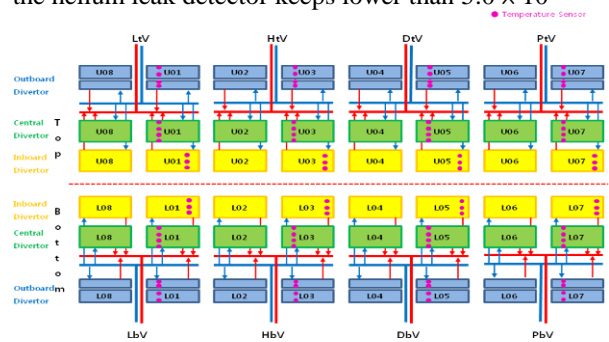 the helium leak detector keeps lower than 5.0 x 10
Temperature Sensor
LtV HtV DtV PtV
Outboard Divertor
U08 U01 U02 U03 U04 U05 U06 U07
Central Divertor
U08 U01 U02 U03 U04 U05 U06 U07
Top
Inboard Divertor
U08 U01 U02 U03 U04 U05 U06 U07
Inboard Divertor
L08 L01 L02 L03 L04 L05 L06 L07
Bottom
Central Divertor
L08 L01 L02 L03 L04 L05 L06 L07
Outboard Divertor
L08 L01 L02 L03 L04 L05 L06 L07
LbV HbV DbV PbV